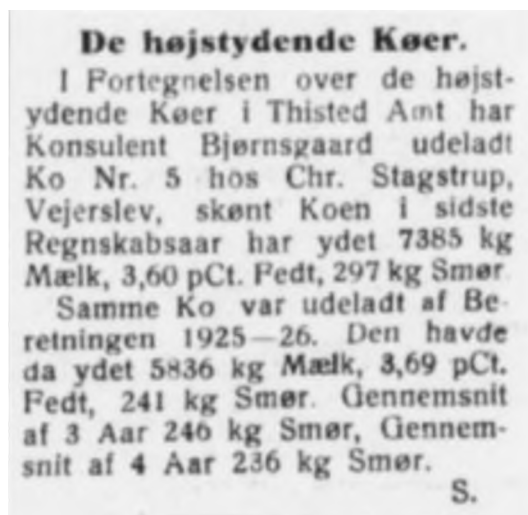 De højstydende Køer.
I Fortegnelsen over de højst-
ydende Køer i Thisted Amt har
Konsulent Bjørnsgaard udeladt
Ko Nr. 5 hos Chr. Stagstrup,
Vejerslev, skønt Koen i sidste
Regnskabsaar har ydet 7385 kg
Mælk, 3,60 pCt. Fedt, 297 kg Smør
Samme Ko var udeladt af Be-
retningen 1925—26. Den havde
da ydet 5836 kg Mælk, 3,69 pCt.
Fedt, 241 kg Smør. Gennemsnit
af 3 Aar 246 kg Smør, Gennem-
snit af 4 Aar 236 kg Smør.
S.